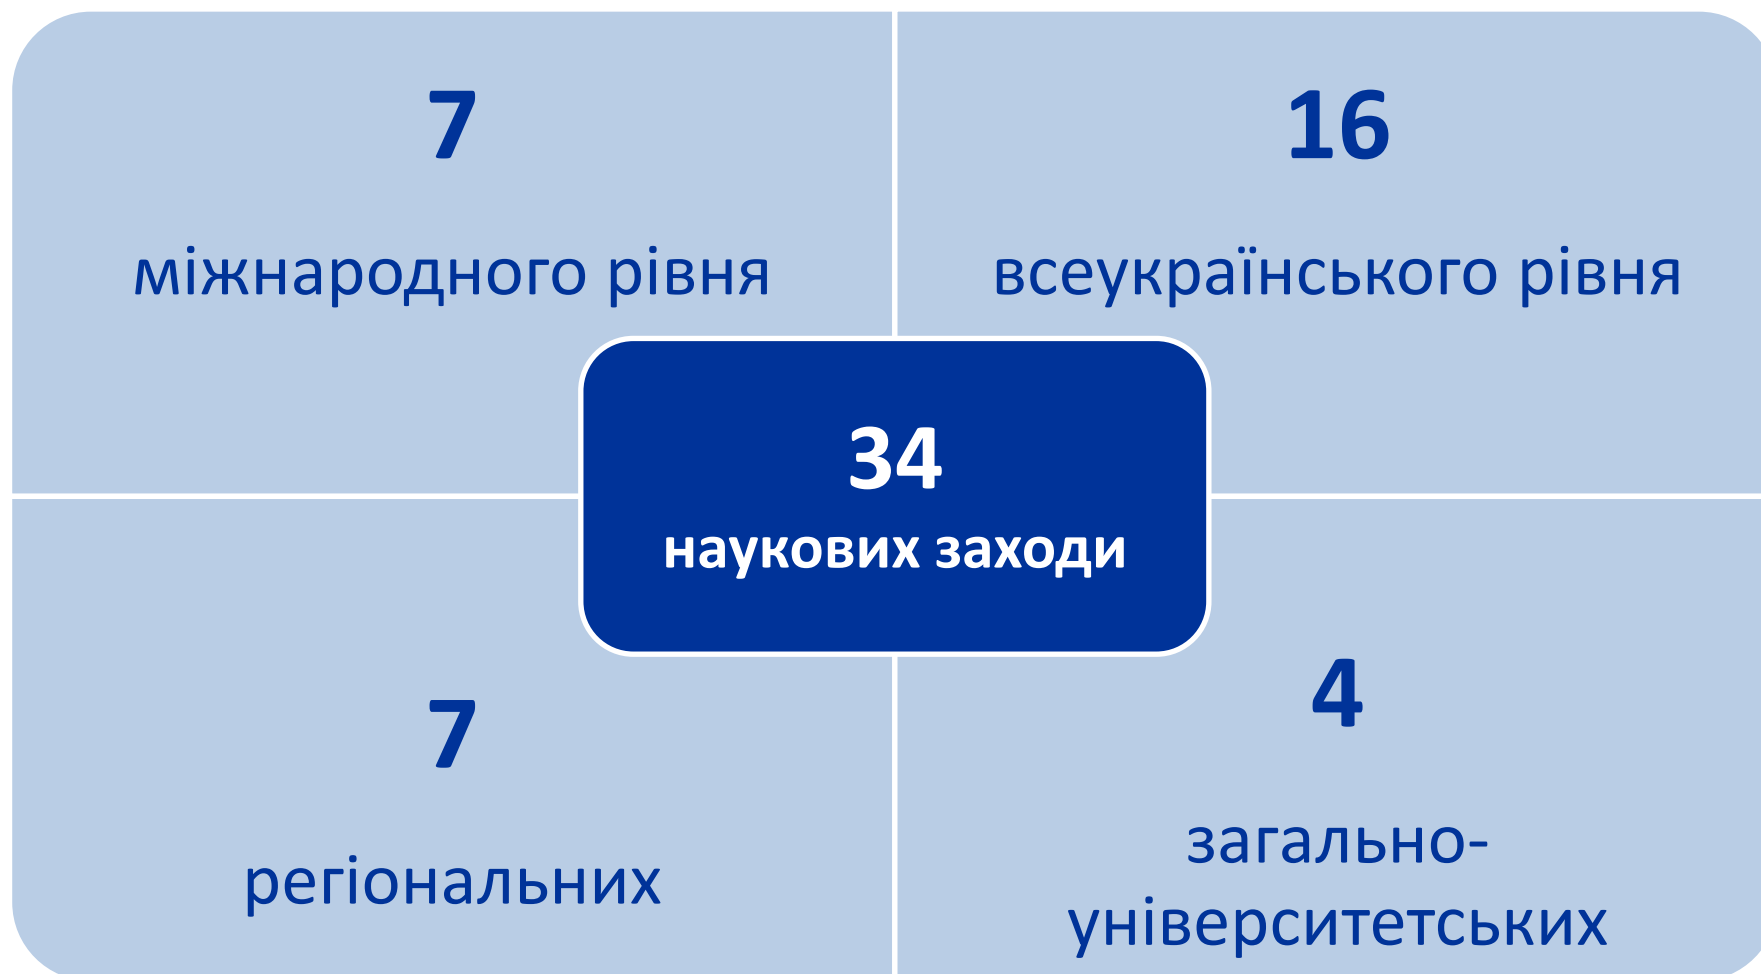 7
міжнародного рівня
16
всеукраїнського рівня
34
наукових заходи
7
регіональних
4
загально-
університетських